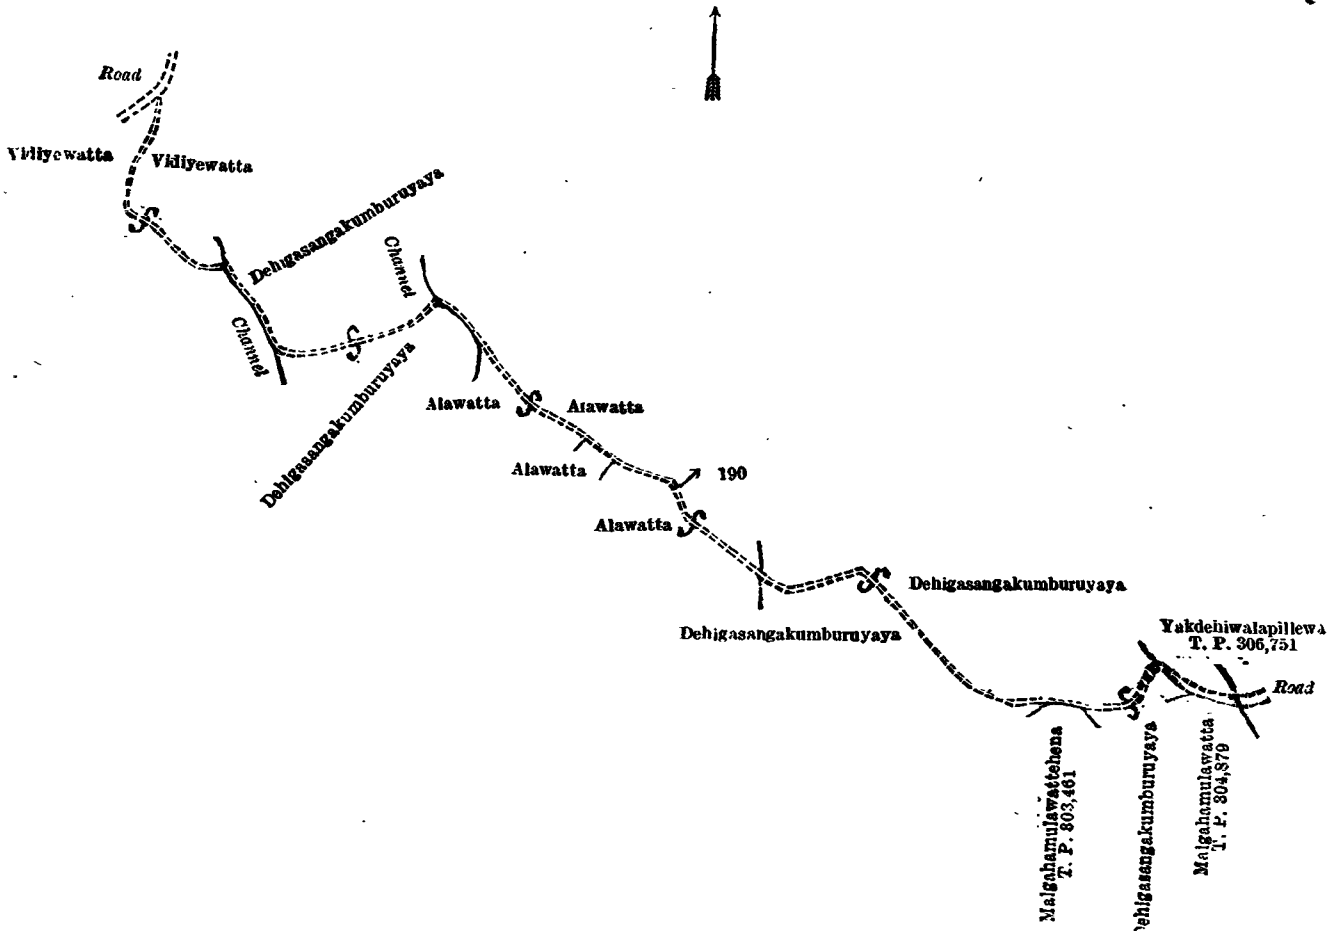 Road
Vidiyewatta
Vidiyewatta
Dehigasangakumburuyaya
Channel
Channel
Dehigasangakumburuyaya
Alawatta
Alawatta
Alawatta
190
Alawatta
Dehigasangakumburuyaya
Dehigasangakumburuyaya
Yakdehiwalapillewa
T. P. 306,751
Road
Malgahamulawattehena
T. P. 303,461
Dehigasangakumburuyaya
Malgahamulawatta
T. P. 304,879